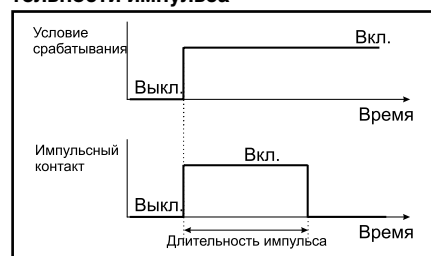 тельности импульса
Условие
срабатывания
Вкл.
Выкл.
Время
Импульсный
контакт
Вкл.
Выкл.
Время
Длительность импульса